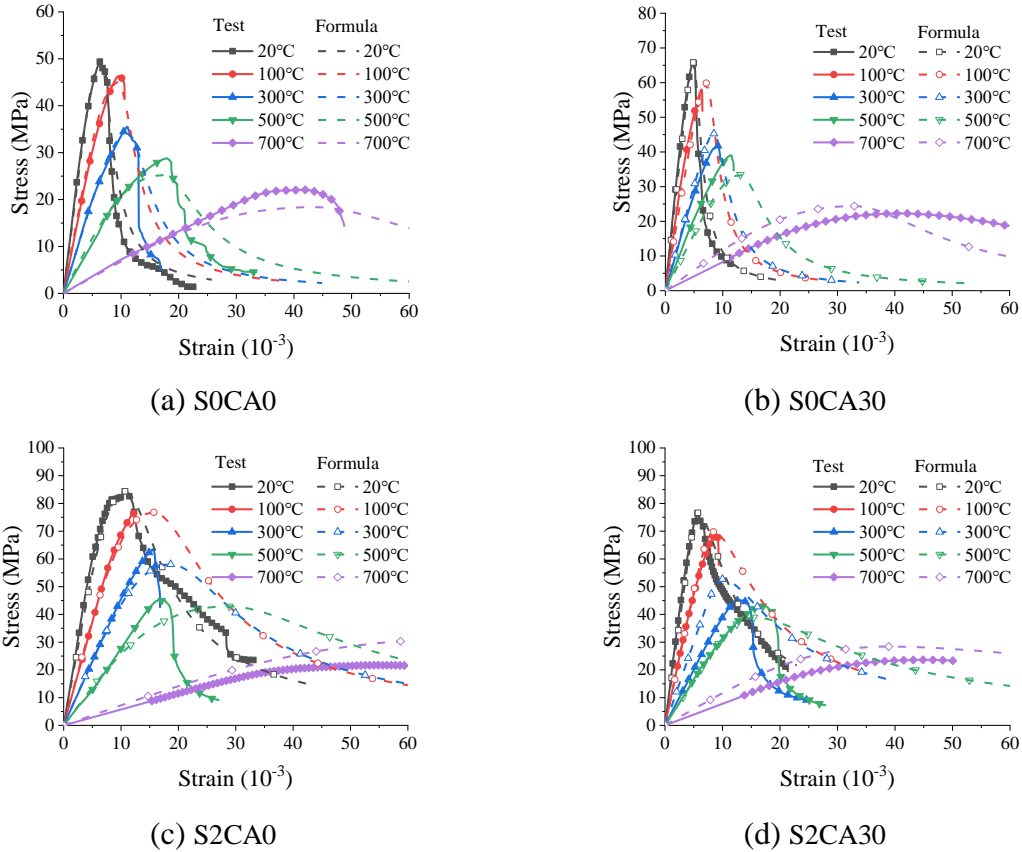 Test Formula
20℃ 20℃
100℃ 100℃
300℃ 300℃
500℃ 500℃
700℃ 700℃
60
50
40
30
20
10
0
0 10 20 30 40 50 60
Stress (MPa)
Strain (10-3)
(a) S0CA0
Test Formula
20℃ 20℃
100℃ 100℃
300℃ 300℃
500℃ 500℃
700℃ 700℃
80
70
60
50
40
30
20
10
0
0 10 20 30 40 50 60
Stress (MPa)
Strain (10-3)
(b) S0CA30
Test Formula
20℃ 20℃
100℃ 100℃
300℃ 300℃
500℃ 500℃
700℃ 700℃
100
90
80
70
60
50
40
30
20
10
0
0 10 20 30 40 50 60
Stress (MPa)
Strain (10-3)
(c) S2CA0
Test Formula
20℃ 20℃
100℃ 100℃
300℃ 300℃
500℃ 500℃
700℃ 700℃
100
90
80
70
60
50
40
30
20
10
0
0 10 20 30 40 50 60
Stress (MPa)
Strain (10-3)
(d) S2CA30